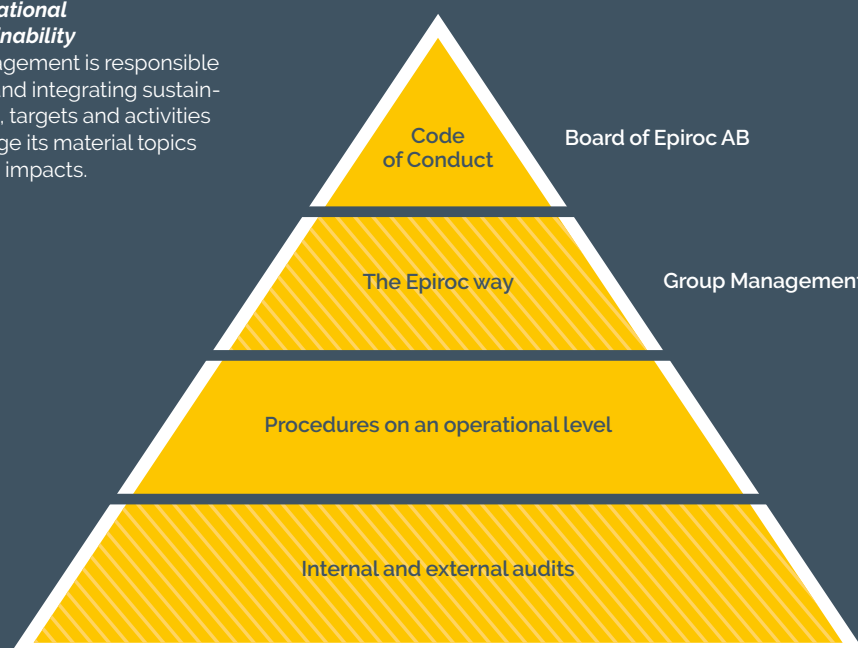 ational
nability
agement is responsible
and integrating sustain-
, targets and activities
ge its material topics
impacts.
Code
of Conduct
Board of Epiroc AB
The Epiroc way
Group Management
Procedures on an operational level
Internal and external audits